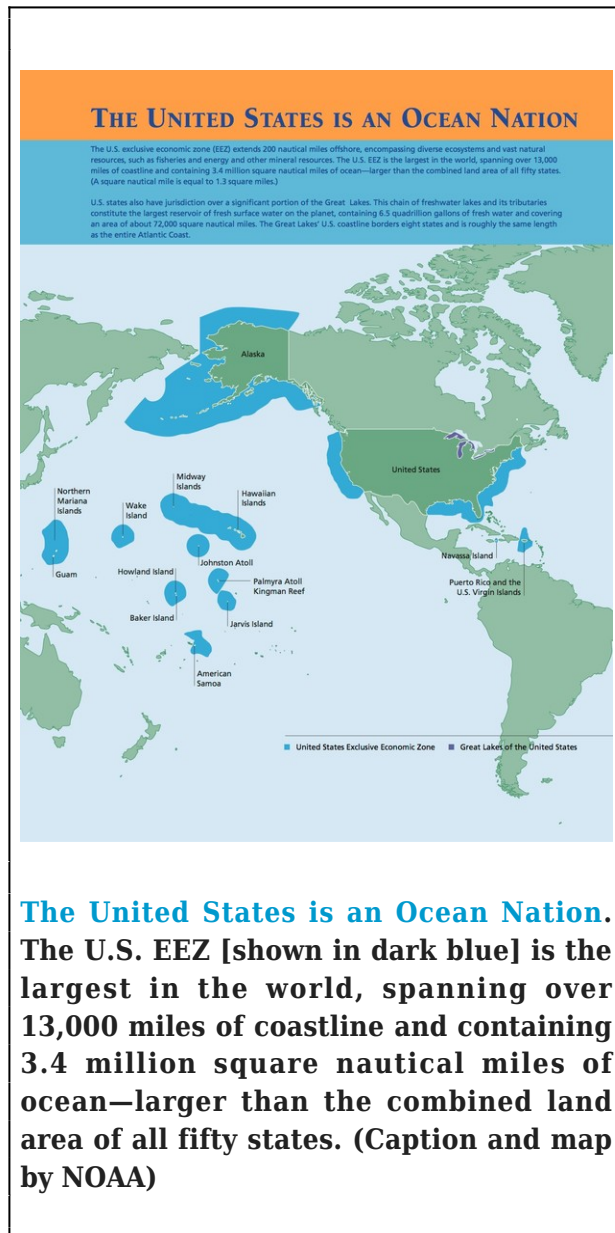 THE UNITED STATES IS AN OCEAN NATION
The U.S. exclusive economic zone (EEZ) extends 200 nautical miles offshore, encompassing diverse ecosystems and vast natural
resources, such as fisheries and energy and other mineral resources. The U.S. EEZ is the largest in the world, spanning over 13,000
miles of coastline and containing 3.4 million square nautical miles of ocean—larger than the combined land area of all fifty states.
(A square nautical mile is equal to 1.3 square miles.)
U.S. states also have jurisdiction over a significant portion of the Great Lakes. This chain of freshwater lakes and its tributaries
constitute the largest reservoir of fresh surface water on the planet, containing 6.5 quadrillion gallons of fresh water and covering
an area of about 72,000 square nautical miles. The Great Lakes' U.S. coastline borders eight states and is roughly the same length
as the entire Atlantic Coast.
Alaska
United States
Midway
Islands
Northern
Mariana
Islands
Wake
Island
Hawaiian
Islands
Navassa Island
Johnston Atoll
Guam
Howland Island
Palmyra Atoll
Kingman Reef
Puerto Rico and the
U.S. Virgin Islands
Baker Island
Jarvis Island
American
Samoa
United States Exclusive Economic Zone
Great Lakes of the United States
The United States is an Ocean Nation.
The U.S. EEZ [shown in dark blue] is the
largest in the world, spanning over
13,000 miles of coastline and containing
3.4 million square nautical miles of
ocean—larger than the combined land
area of all fifty states. (Caption and map
by NOAA)